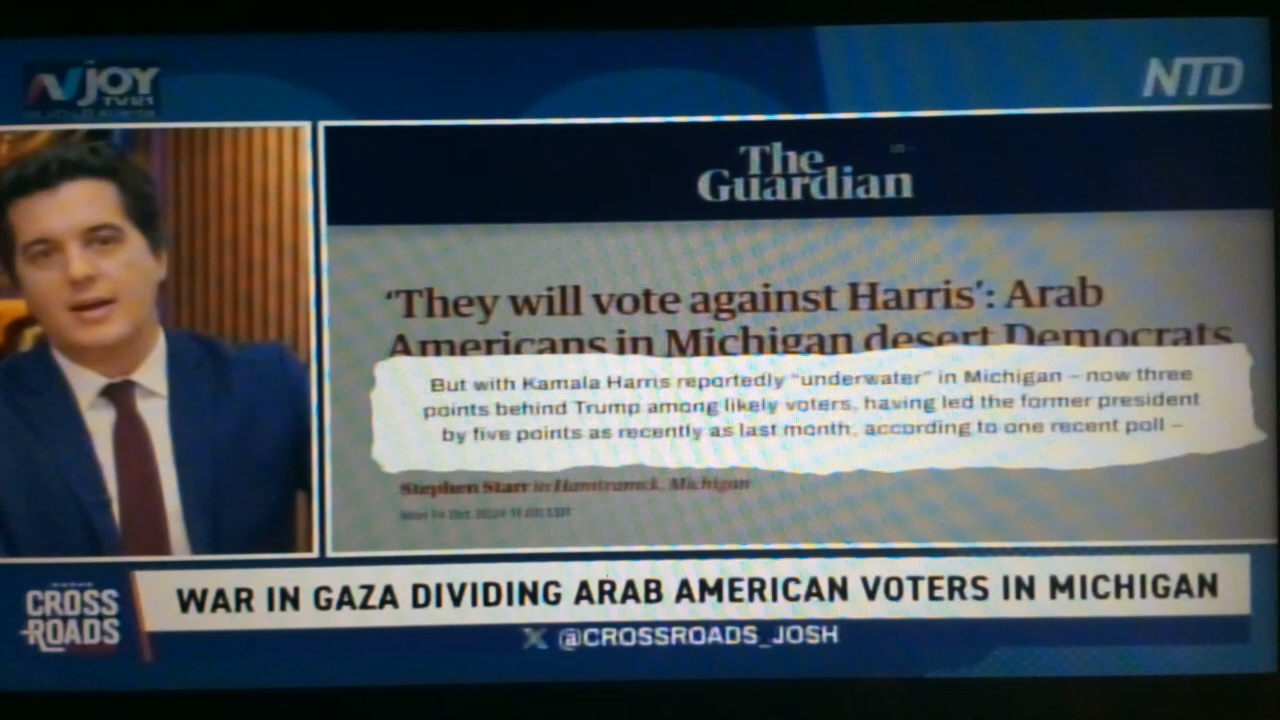 NJOY
TV 121
NTD
The
Guardian
'They will vote against Harris': Arab
Americans in Michigan desert Democrats
But with Kamala Harris reportedly "underwater" in Michigan – now three
points behind Trump among likely voters, having led the former president
by five points as recently as last month, according to one recent poll –
Stephen Starr in Hamtramck, Michigan
CROSS
ROADS
WAR IN GAZA DIVIDING ARAB AMERICAN VOTERS IN MICHIGAN
X @CROSSROADS_JOSH